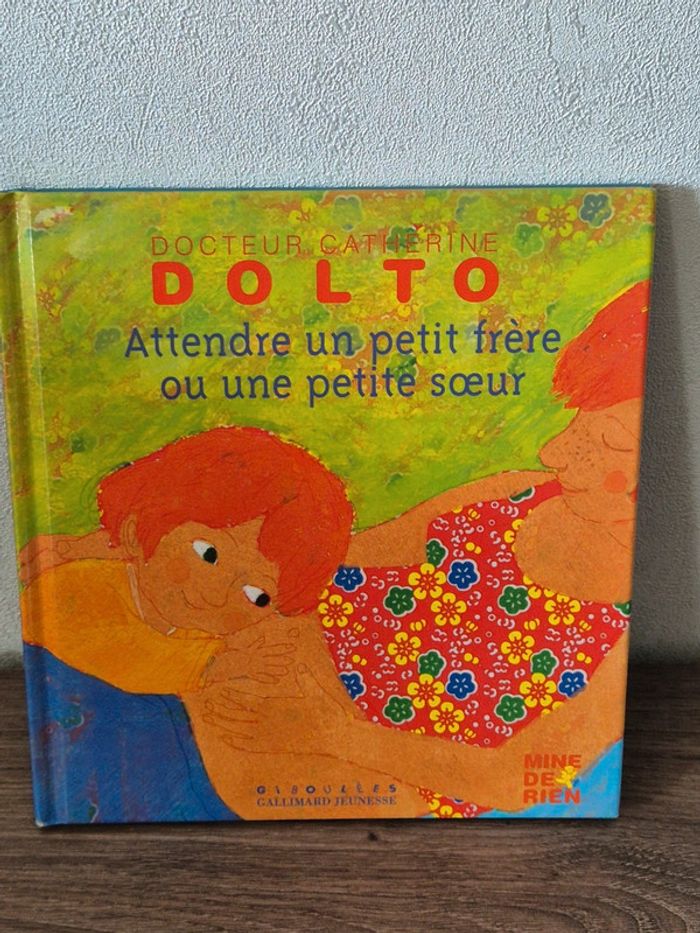 DOCTEUR CATHERINE
DOLTO
Attendre un petit frère
ou une petite sœur
GIBOULÉES
GALLIMARD JEUNESSE
MINE
DE
RIEN